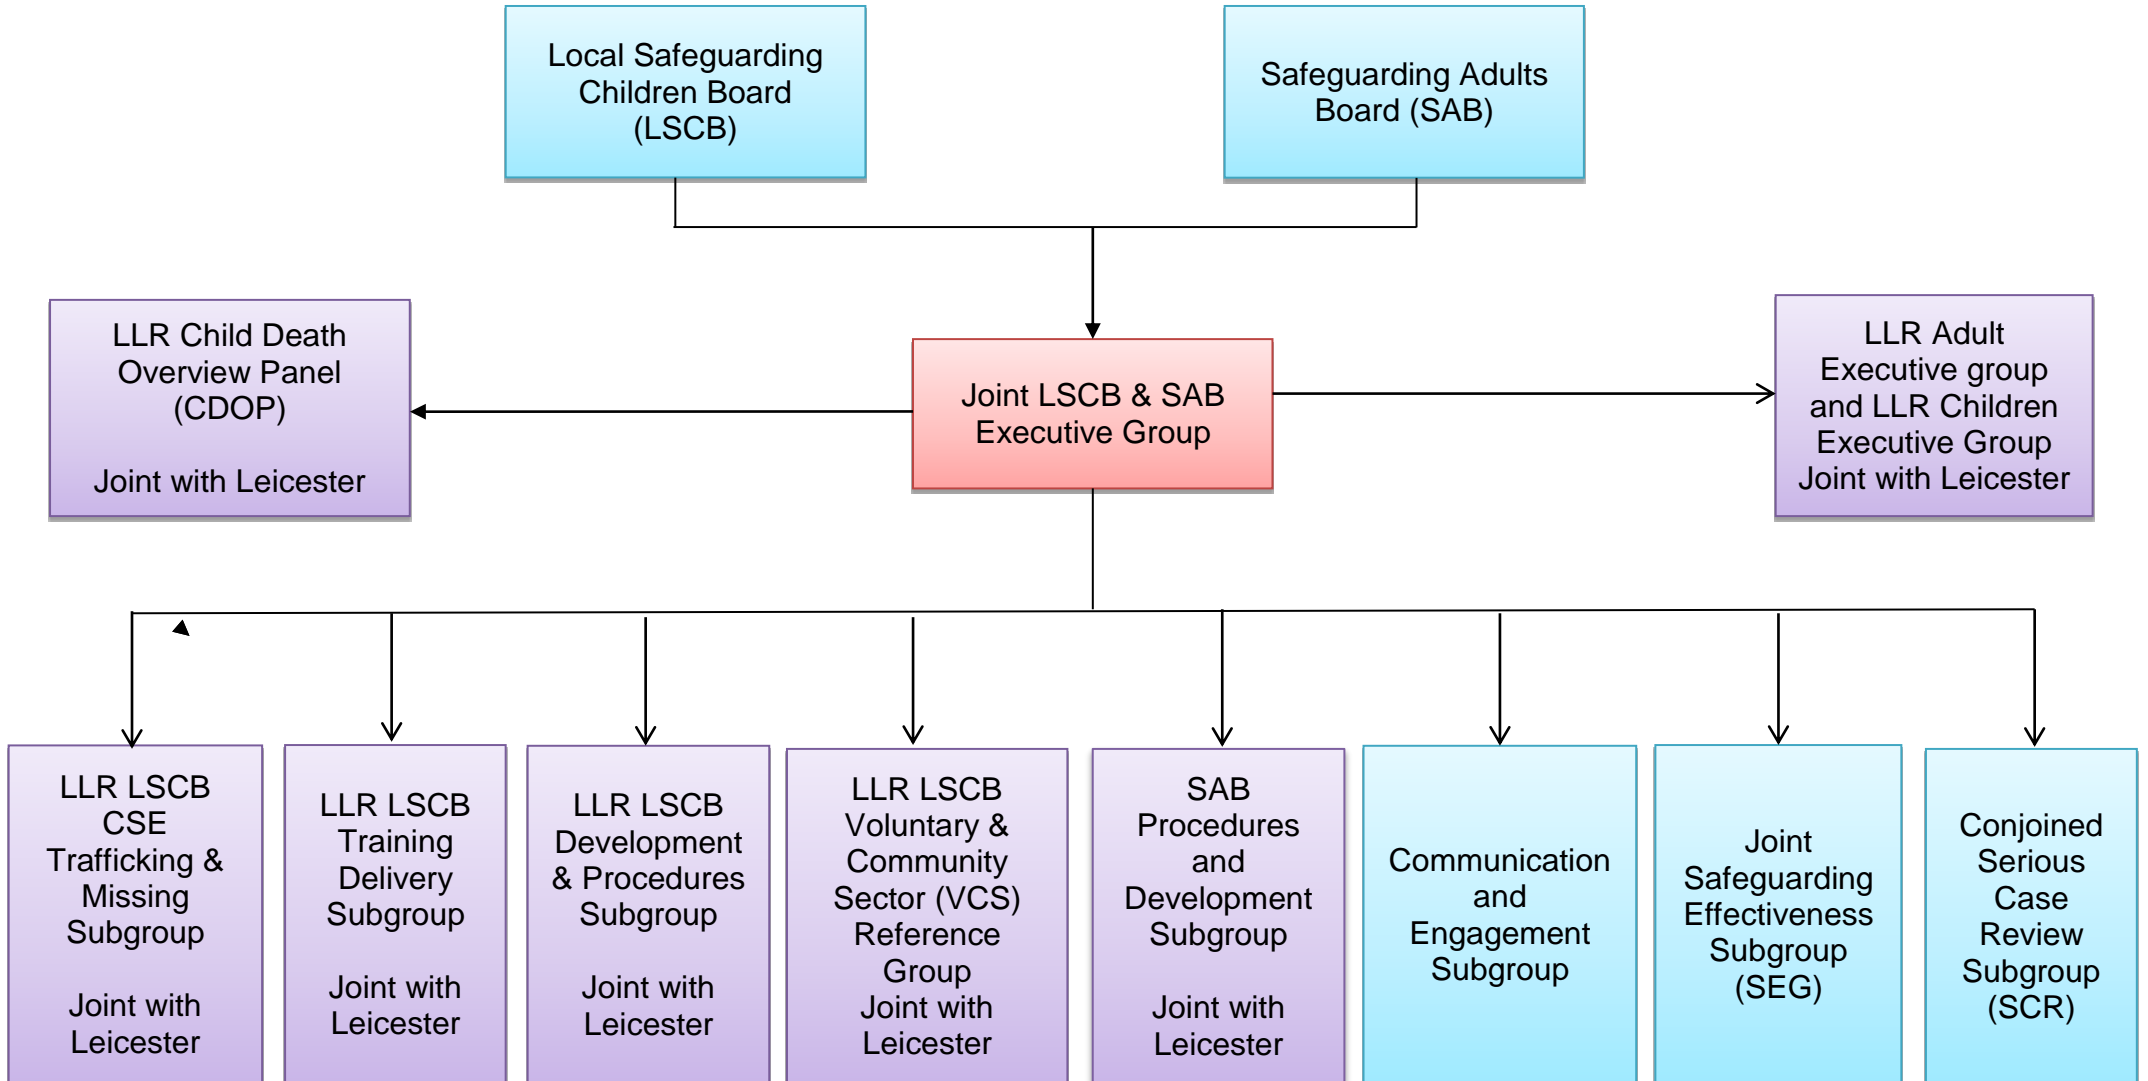 Local Safeguarding
Children Board
(LSCB)
Safeguarding Adults
Board (SAB)
LLR Child Death
Overview Panel
(CDOP)
Joint with Leicester
Joint LSCB & SAB
Executive Group
LLR Adult
Executive group
and LLR Children
Executive Group
Joint with Leicester
LLR LSCB
CSE
Trafficking &
Missing
Subgroup
Joint with
Leicester
LLR LSCB
Training
Delivery
Subgroup
Joint with
Leicester
LLR LSCB
Development
& Procedures
Subgroup
Joint with
Leicester
LLR LSCB
Voluntary &
Community
Sector (VCS)
Reference
Group
Joint with
Leicester
SAB
Procedures
and
Development
Subgroup
Joint with
Leicester
Communication
and
Engagement
Subgroup
Joint
Safeguarding
Effectiveness
Subgroup
(SEG)
Conjoined
Serious
Case
Review
Subgroup
(SCR)